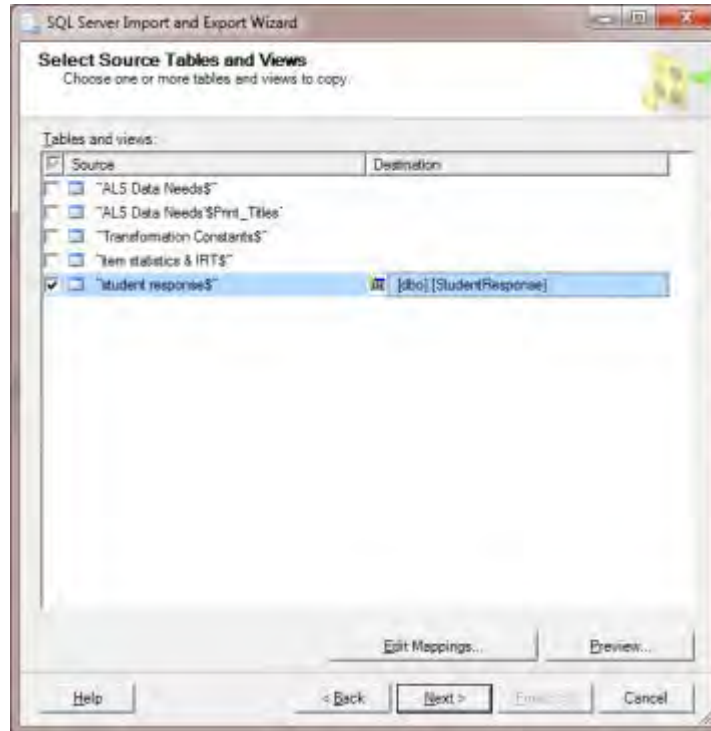 SQL Server Import and Export Wizard
Select Source Tables and Views
Choose one or more tables and views to copy.
Tables and views:
Source Destination
`'ALS Data Needs$'`
`'ALS Data Needs'$Print_Titles`
`'Transformation Constants$'`
`'item statistics & IRT$'`
`'student response$'` [dbo].[StudentResponse]
Edit Mappings... Preview...
Help < Back Next > Cancel